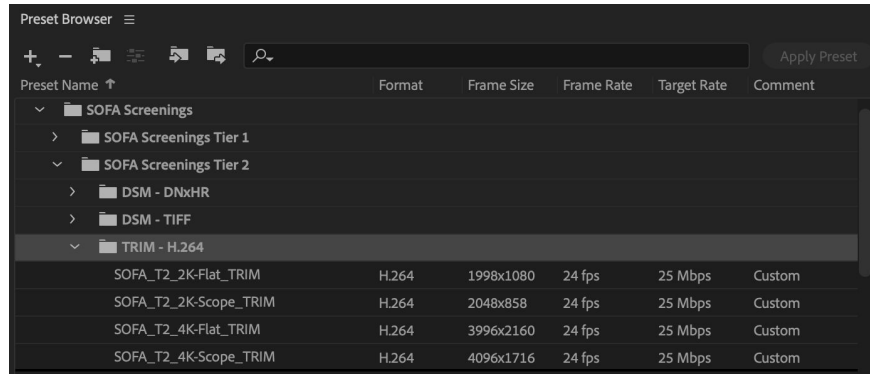 Preset Browser
Apply Preset
Preset Name Format Frame Size Frame Rate Target Rate Comment
SOFA Screenings
SOFA Screenings Tier 1
SOFA Screenings Tier 2
DSM - DNxHR
DSM - TIFF
TRIM - H.264
SOFA_T2_2K-Flat_TRIM H.264 1998x1080 24 fps 25 Mbps Custom
SOFA_T2_2K-Scope_TRIM H.264 2048x858 24 fps 25 Mbps Custom
SOFA_T2_4K-Flat_TRIM H.264 3996x2160 24 fps 25 Mbps Custom
SOFA_T2_4K-Scope_TRIM H.264 4096x1716 24 fps 25 Mbps Custom